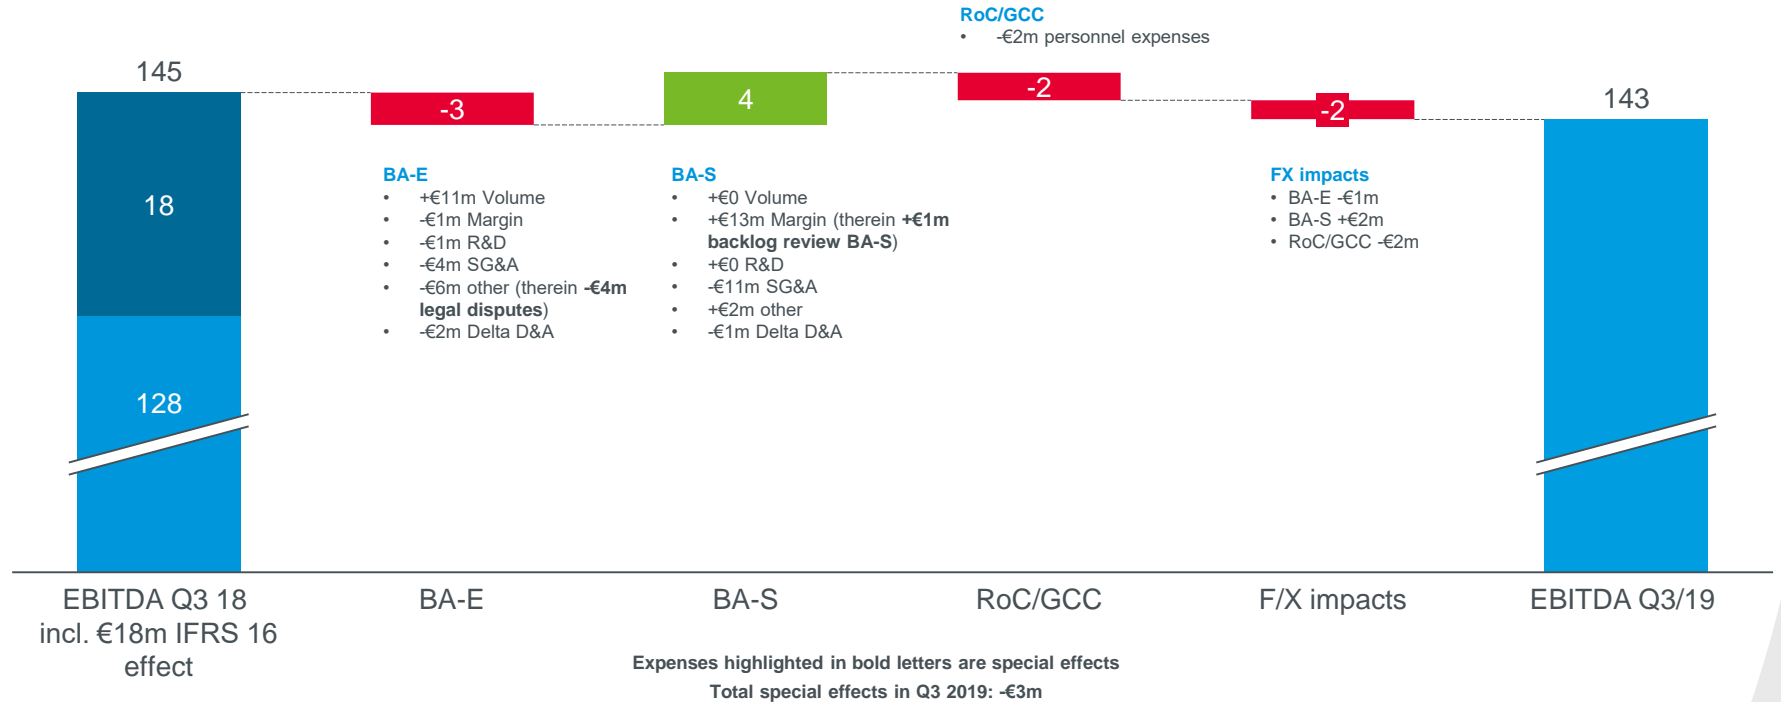 RoC/GCC
• -€2m personnel expenses
145
-3
4
-2
-2
143
18
128
BA-E
• +€11m Volume
• -€1m Margin
• -€1m R&D
• -€4m SG&A
• -€6m other (therein -€4m
legal disputes)
• -€2m Delta D&A
BA-S
• +€0 Volume
• +€13m Margin (therein +€1m
backlog review BA-S)
• +€0 R&D
• -€11m SG&A
• +€2m other
• -€1m Delta D&A
FX impacts
• BA-E -€1m
• BA-S +€2m
• RoC/GCC -€2m
EBITDA Q3 18
incl. €18m IFRS 16
effect
BA-E
BA-S
RoC/GCC
F/X impacts
EBITDA Q3/19
Expenses highlighted in bold letters are special effects
Total special effects in Q3 2019: -€3m